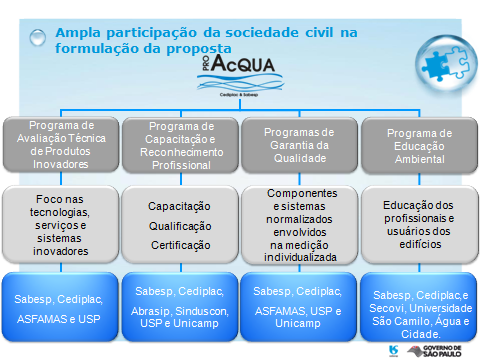 Ampla participação da sociedade civil na
formulação da proposta
PRO AcQUA
Cediplac & Sabesp
Programa de
Avaliação Técnica
de Produtos
Inovadores
Programa de
Capacitação e
Reconhecimento
Profissional
Programas de
Garantia da
Qualidade
Programa de
Educação
Ambiental
Foco nas
tecnologias,
serviços e
sistemas
inovadores
Capacitação
Qualificação
Certificação
Componentes
e sistemas
normalizados
envolvidos
na medição
individualizada
Educação dos
profissionais e
usuários dos
edifícios
Sabesp, Cediplac,
ASFAMAS e USP
Sabesp, Cediplac,
Abrasip, Sinduscon,
USP e Unicamp
Sabesp, Cediplac,
ASFAMAS, USP e
Unicamp
Sabesp, Cediplac,e
Secovi, Universidade
São Camilo, Água e
Cidade.
GOVERNO DE
SÃO PAULO